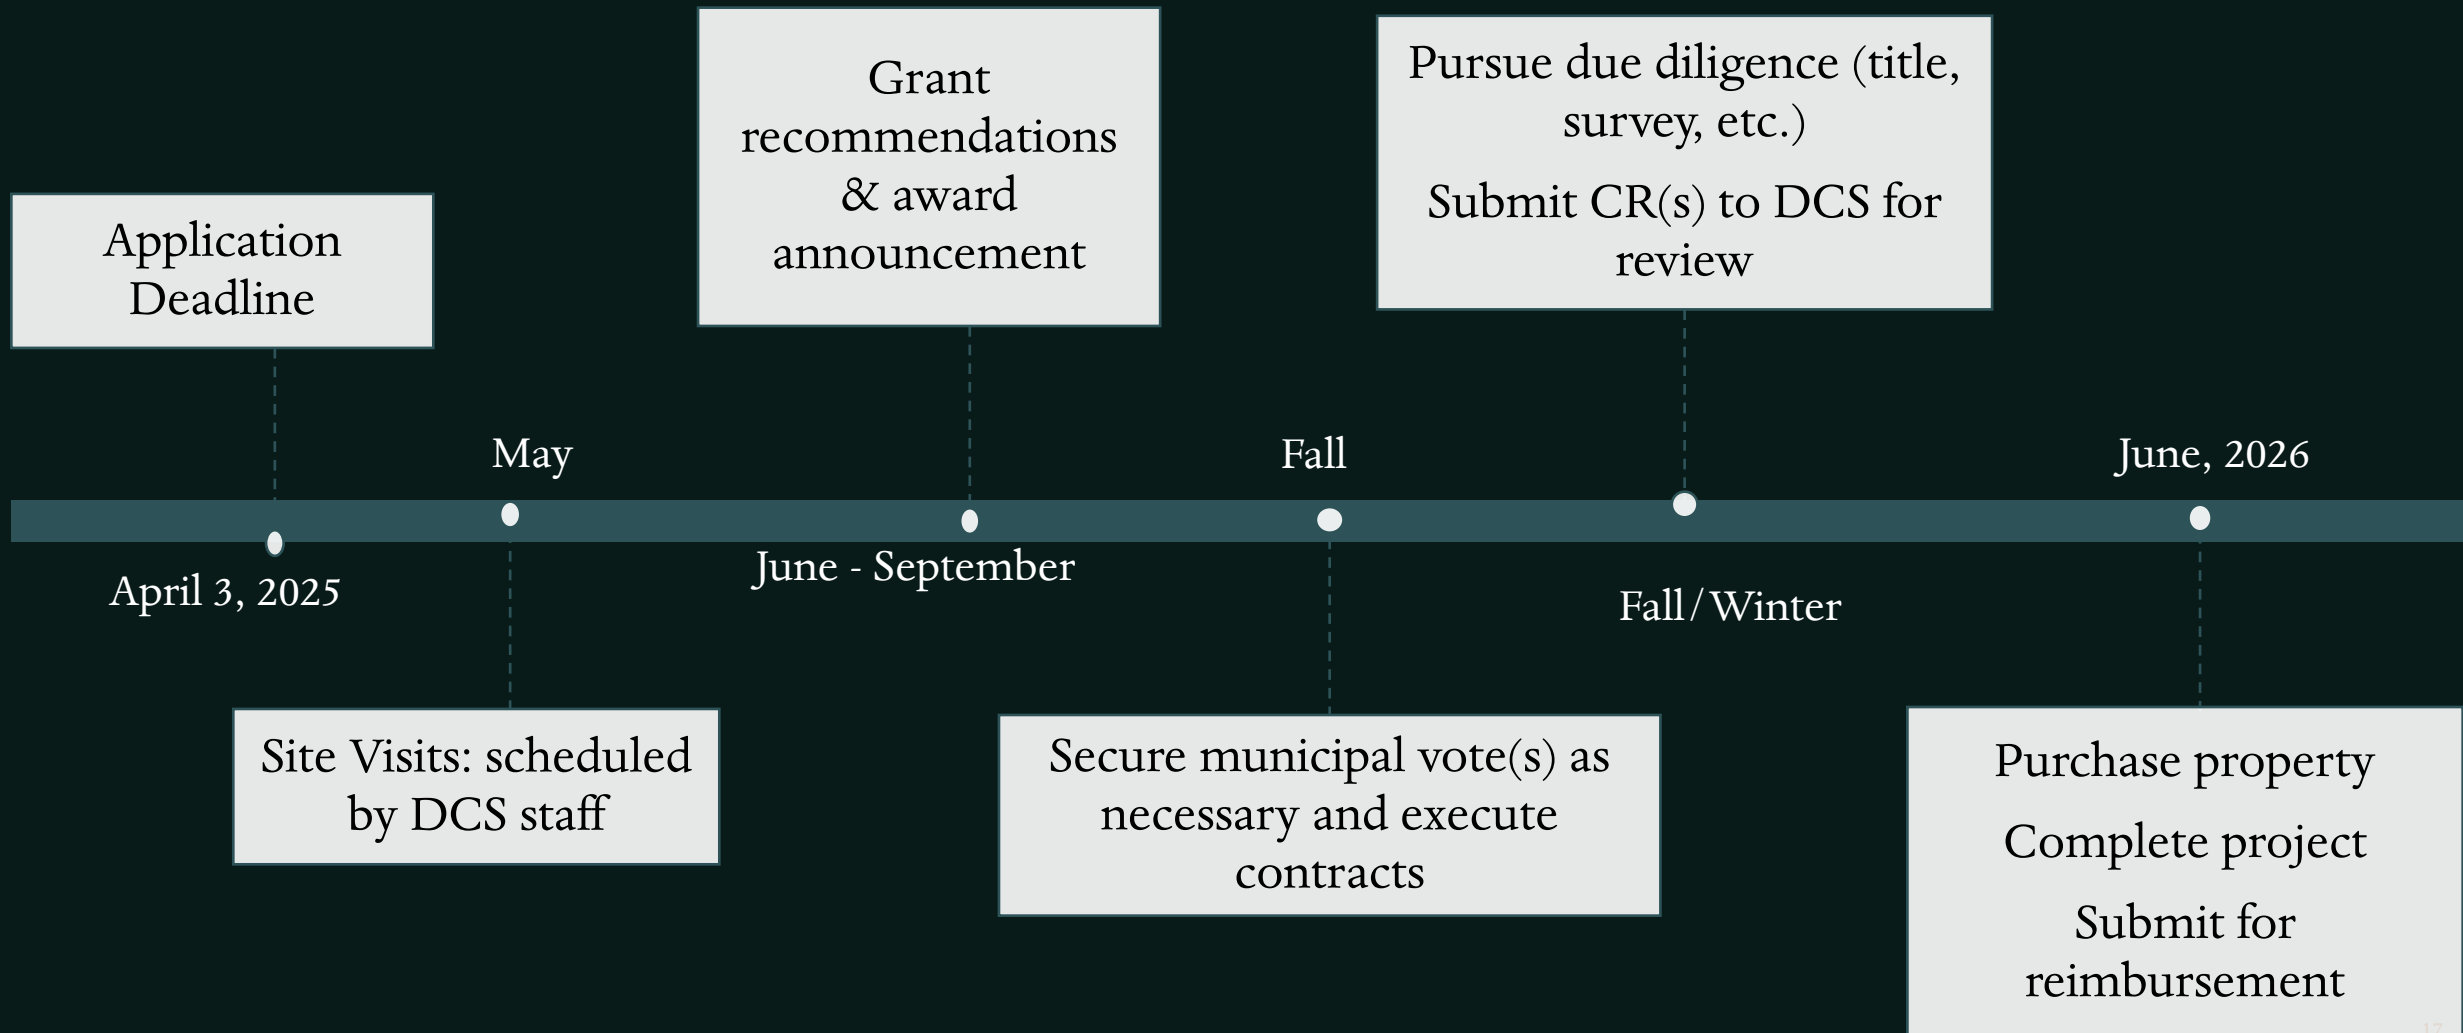 Application
Deadline
April 3, 2025
May
Site Visits: scheduled
by DCS staff
Grant
recommendations
& award
announcement
June - September
Fall
Secure municipal vote(s) as
necessary and execute
contracts
Pursue due diligence (title,
survey, etc.)
Submit CR(s) to DCS for
review
Fall/Winter
June, 2026
Purchase property
Complete project
Submit for
reimbursement
17